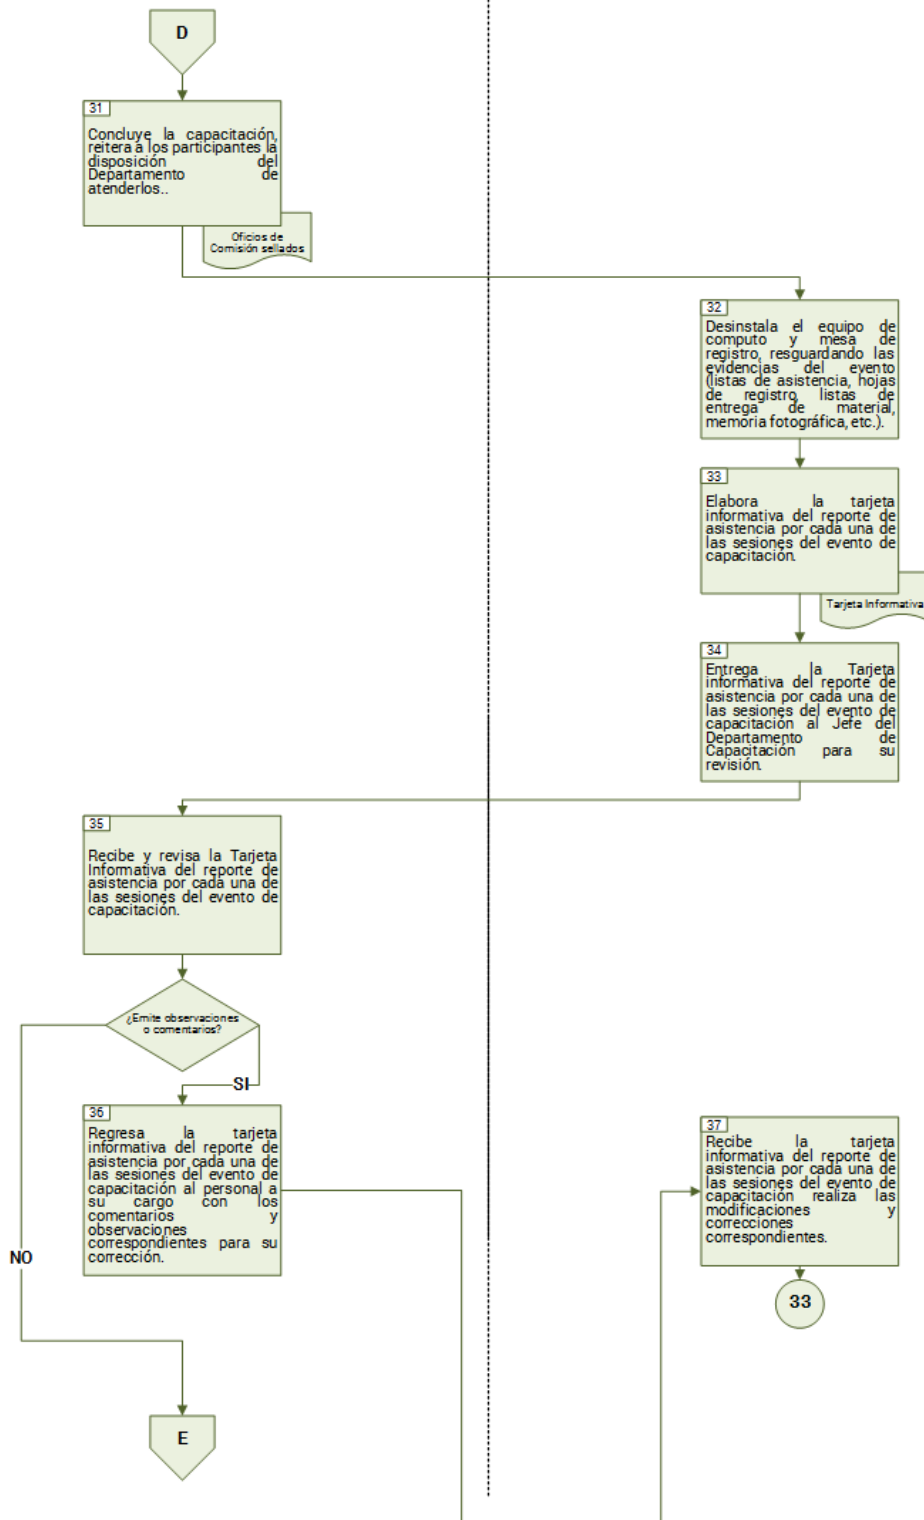 D
31
Concluye la capacitación,
reitera a los participantes la
disposición del
Departamento de
atenderlos..
Oficios de
Comisión sellados
32
Desinstala el equipo de
computo y mesa de
registro, resguardando las
evidencias del evento
(listas de asistencia, hojas
de registro, listas de
entrega de material,
memoria fotográfica, etc.).
33
Elabora la tarjeta
informativa del reporte de
asistencia por cada una de
las sesiones del evento de
capacitación.
Tarjeta Informativa
34
Entrega la Tarjeta
informativa del reporte de
asistencia por cada una de
las sesiones del evento de
capacitación al Jefe del
Departamento de
Capacitación para su
revisión.
35
Recibe y revisa la Tarjeta
Informativa del reporte de
asistencia por cada una de
las sesiones del evento de
capacitación.
¿Emite observaciones
o comentarios?
SI
36
Regresa la tarjeta
informativa del reporte de
asistencia por cada una de
las sesiones del evento de
capacitación al personal a
su cargo con los
comentarios y
observaciones
correspondientes para su
corrección.
37
Recibe la tarjeta
informativa del reporte de
asistencia por cada una de
las sesiones del evento de
capacitación realiza las
modificaciones y
correcciones
correspondientes.
NO
33
E